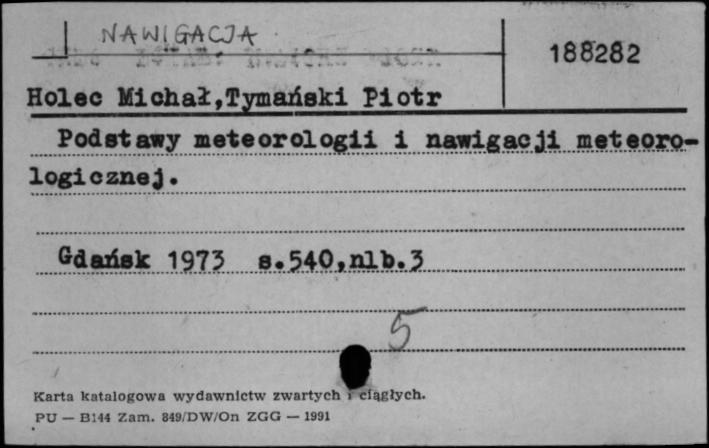 NAWIGACJA
188282
Holec Michał,Tymański Piotr
Podstawy meteorologii i nawigacji meteoro-
logicznej.
Gdańsk 1973 s.540,nlb.3
5
Karta katalogowa wydawnictw zwartych i ciągłych.
PU — B144 Zam. 849/DW/On ZGG — 1991